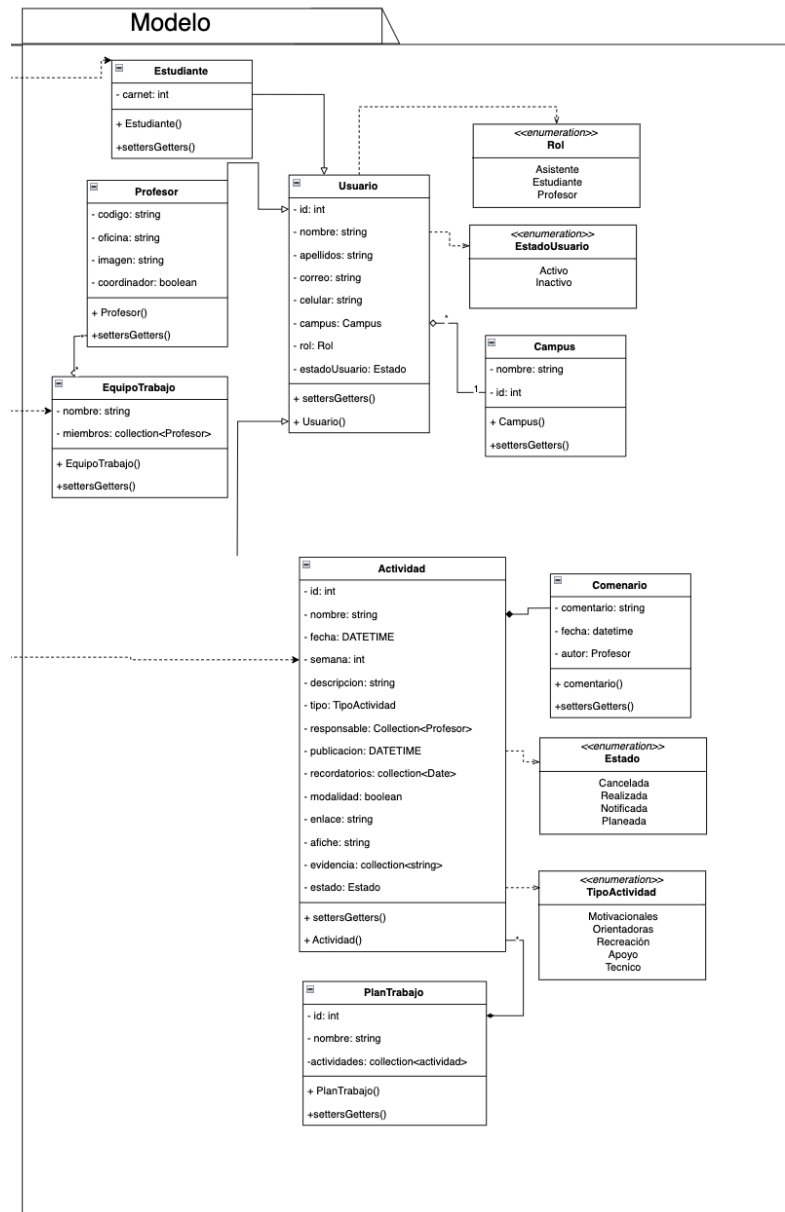 Modelo
Estudiante
- carnet: int
+ Estudiante()
+settersGetters()
<<enumeration>>
Rol
Asistente
Estudiante
Profesor
Profesor
- codigo: string
- oficina: string
- imagen: string
- coordinador: boolean
+ Profesor()
+settersGetters()
Usuario
- id: int
- nombre: string
- apellidos: string
- correo: string
- celular: string
- campus: Campus
- rol: Rol
- estadoUsuario: Estado
+ settersGetters()
+ Usuario()
<<enumeration>>
EstadoUsuario
Activo
Inactivo
*
1
Campus
- nombre: string
- id: int
+ Campus()
+settersGetters()
*
EquipoTrabajo
- nombre: string
- miembros: collection<Profesor>
+ EquipoTrabajo()
+settersGetters()
Actividad
- id: int
- nombre: string
- fecha: DATETIME
- semana: int
- descripcion: string
- tipo: TipoActividad
- responsable: Collection<Profesor>
- publicacion: DATETIME
- recordatorios: collection<Date>
- modalidad: boolean
- enlace: string
- afiche: string
- evidencia: collection<string>
- estado: Estado
+ settersGetters()
+ Actividad()
*
Comenario
- comentario: string
- fecha: datetime
- autor: Profesor
+ comentario()
+settersGetters()
<<enumeration>>
Estado
Cancelada
Realizada
Notificada
Planeada
<<enumeration>>
TipoActividad
Motivacionales
Orientadoras
Recreación
Apoyo
Tecnico
PlanTrabajo
- id: int
- nombre: string
-actividades: collection<actividad>
+ PlanTrabajo()
+settersGetters()